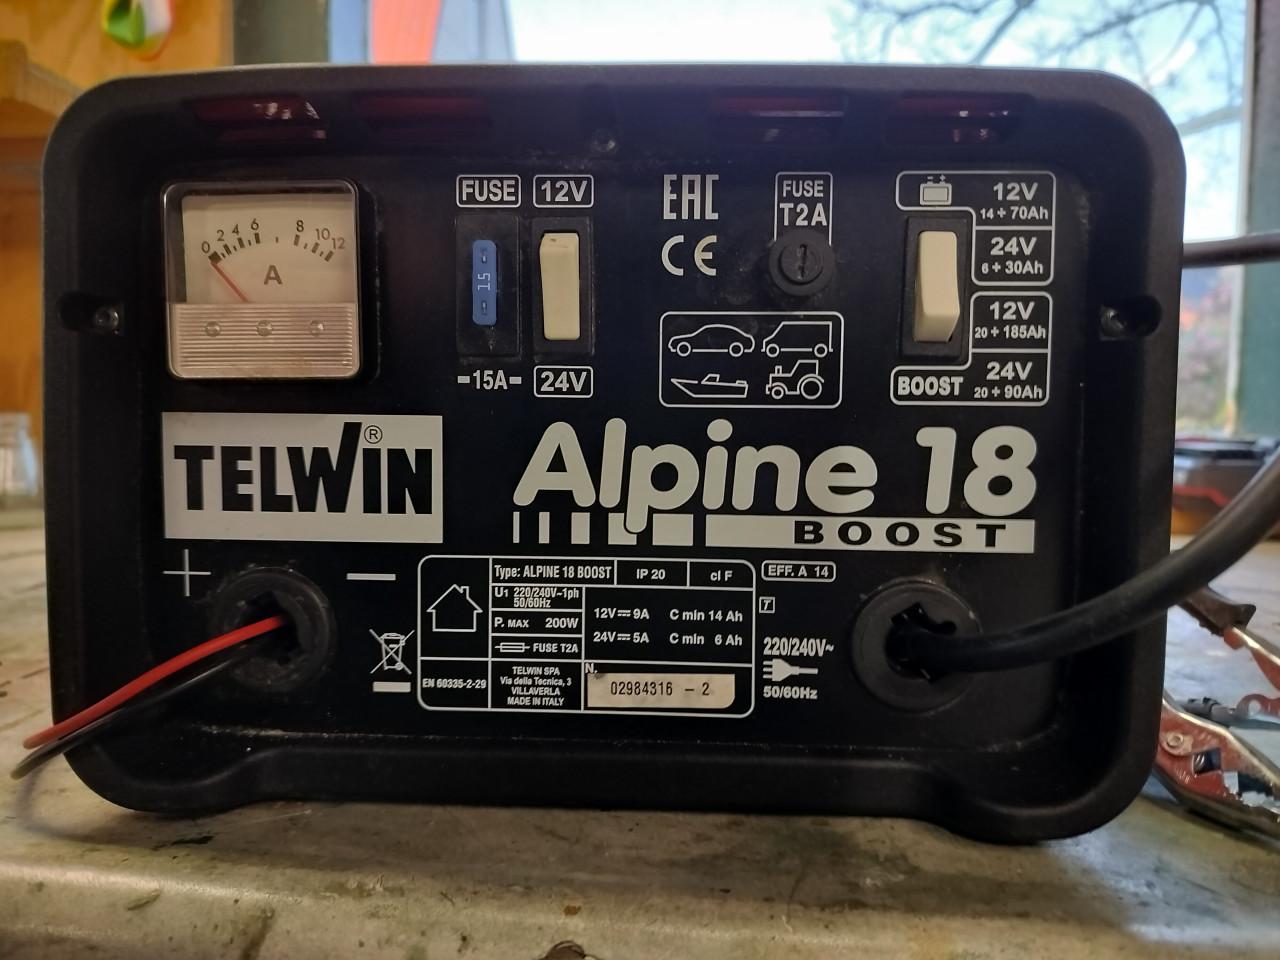 FUSE
12V
EAC
FUSE
T2A
- +
12V
14 ÷ 70Ah
24V
6 ÷ 30Ah
12V
20 ÷ 185Ah
BOOST
24V
20 ÷ 90Ah
0 2 4 6 8 10 12
A
15
-15A-
24V
CE
TELWIN®
Alpine 18
BOOST
+
-
Type: ALPINE 18 BOOST
IP 20
cl F
EFF. A 14
U1 220/240V~1ph
50/60Hz
12V⎓9A C min 14 Ah
P. MAX 200W
24V⎓5A C min 6 Ah
T
FUSE T2A
220/240V~
50/60Hz
EN 60335-2-29
TELWIN SPA
Via della Tecnica, 3
VILLAVERLA
MADE IN ITALY
N.
02984316 - 2